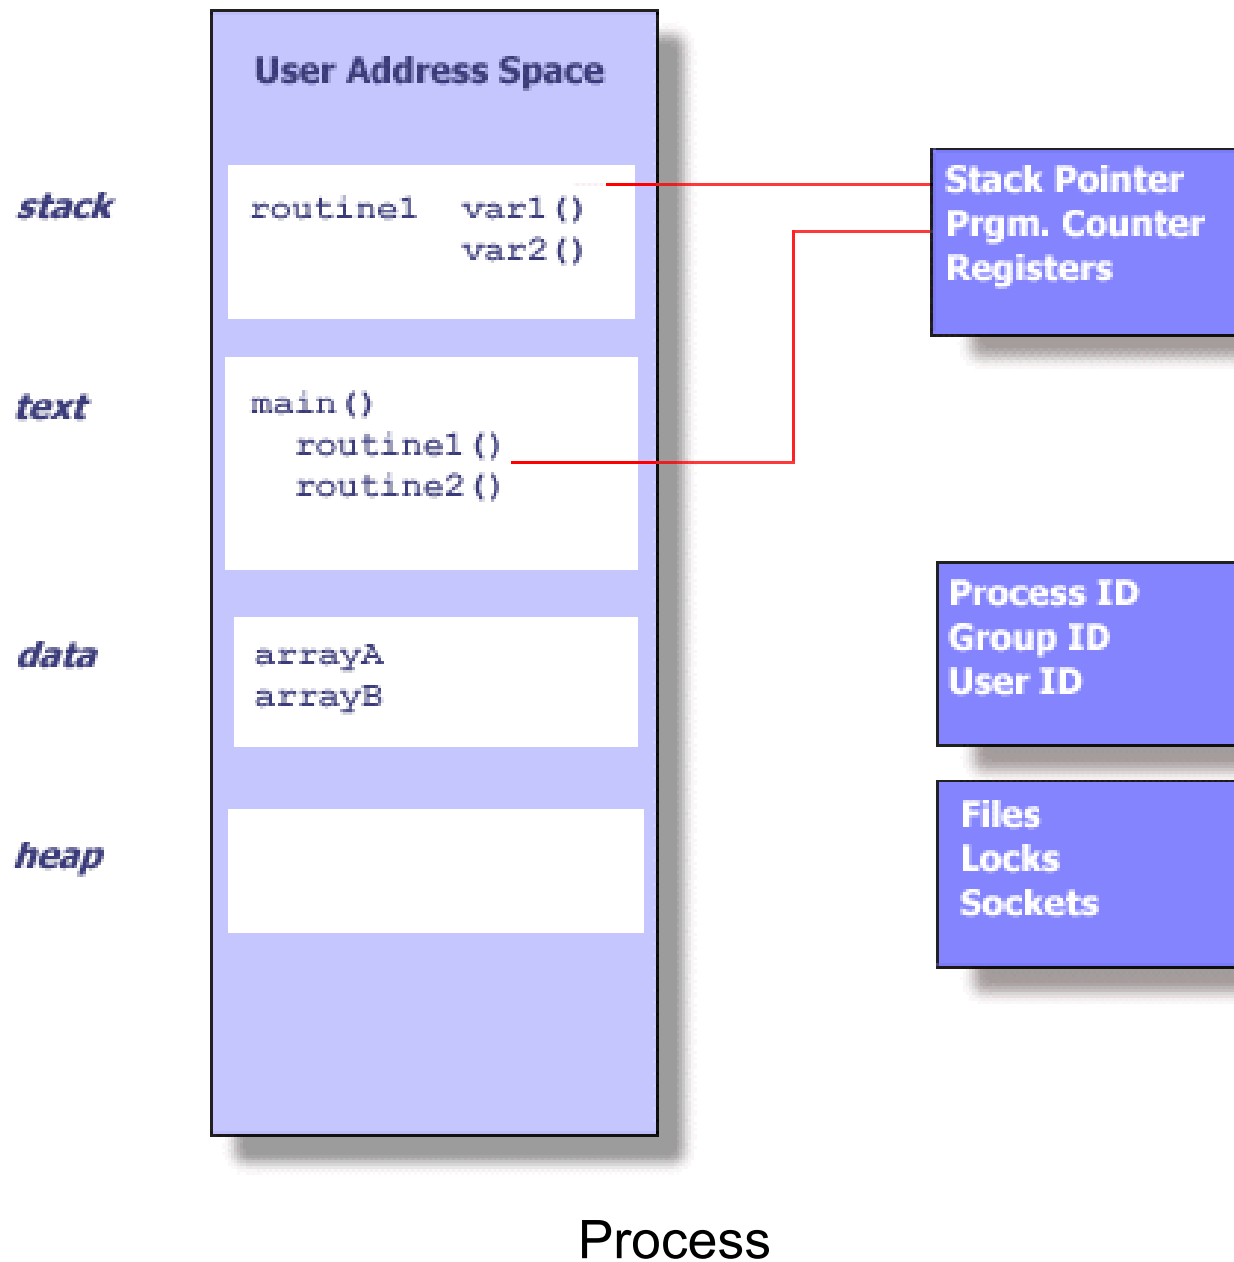 User Address Space
stack
routine1 var1()
var2()
text
main()
routine1()
routine2()
data
arrayA
arrayB
heap
Stack Pointer
Prgm. Counter
Registers
Process ID
Group ID
User ID
Files
Locks
Sockets
Process